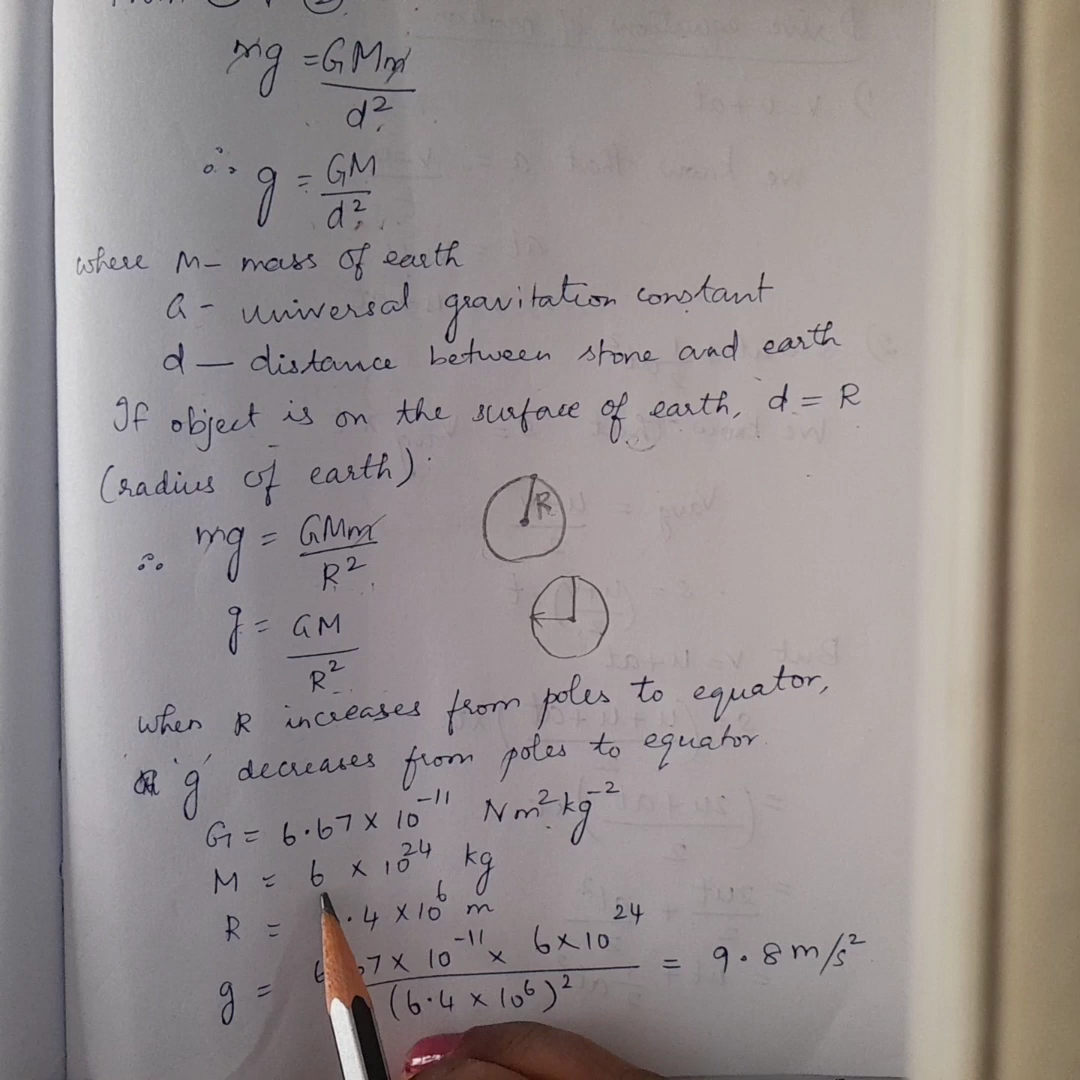 mg = GMm
d²
∴ g = GM
d²
where M – mass of earth
G – universal gravitation constant
d – distance between stone and earth
If object is on the surface of earth, d = R
(radius of earth)
R
∴ mg = GMm
R²
g = GM
R²
when R increases from poles to equator,
'g' decreases from poles to equator.
G = 6.67 × 10⁻¹¹ Nm² kg⁻²
M = 6 × 10²⁴ kg
R = .4 × 10⁶ m
g = 6.67 × 10⁻¹¹ × 6 × 10²⁴ = 9.8 m/s²
(6.4 × 10⁶)²